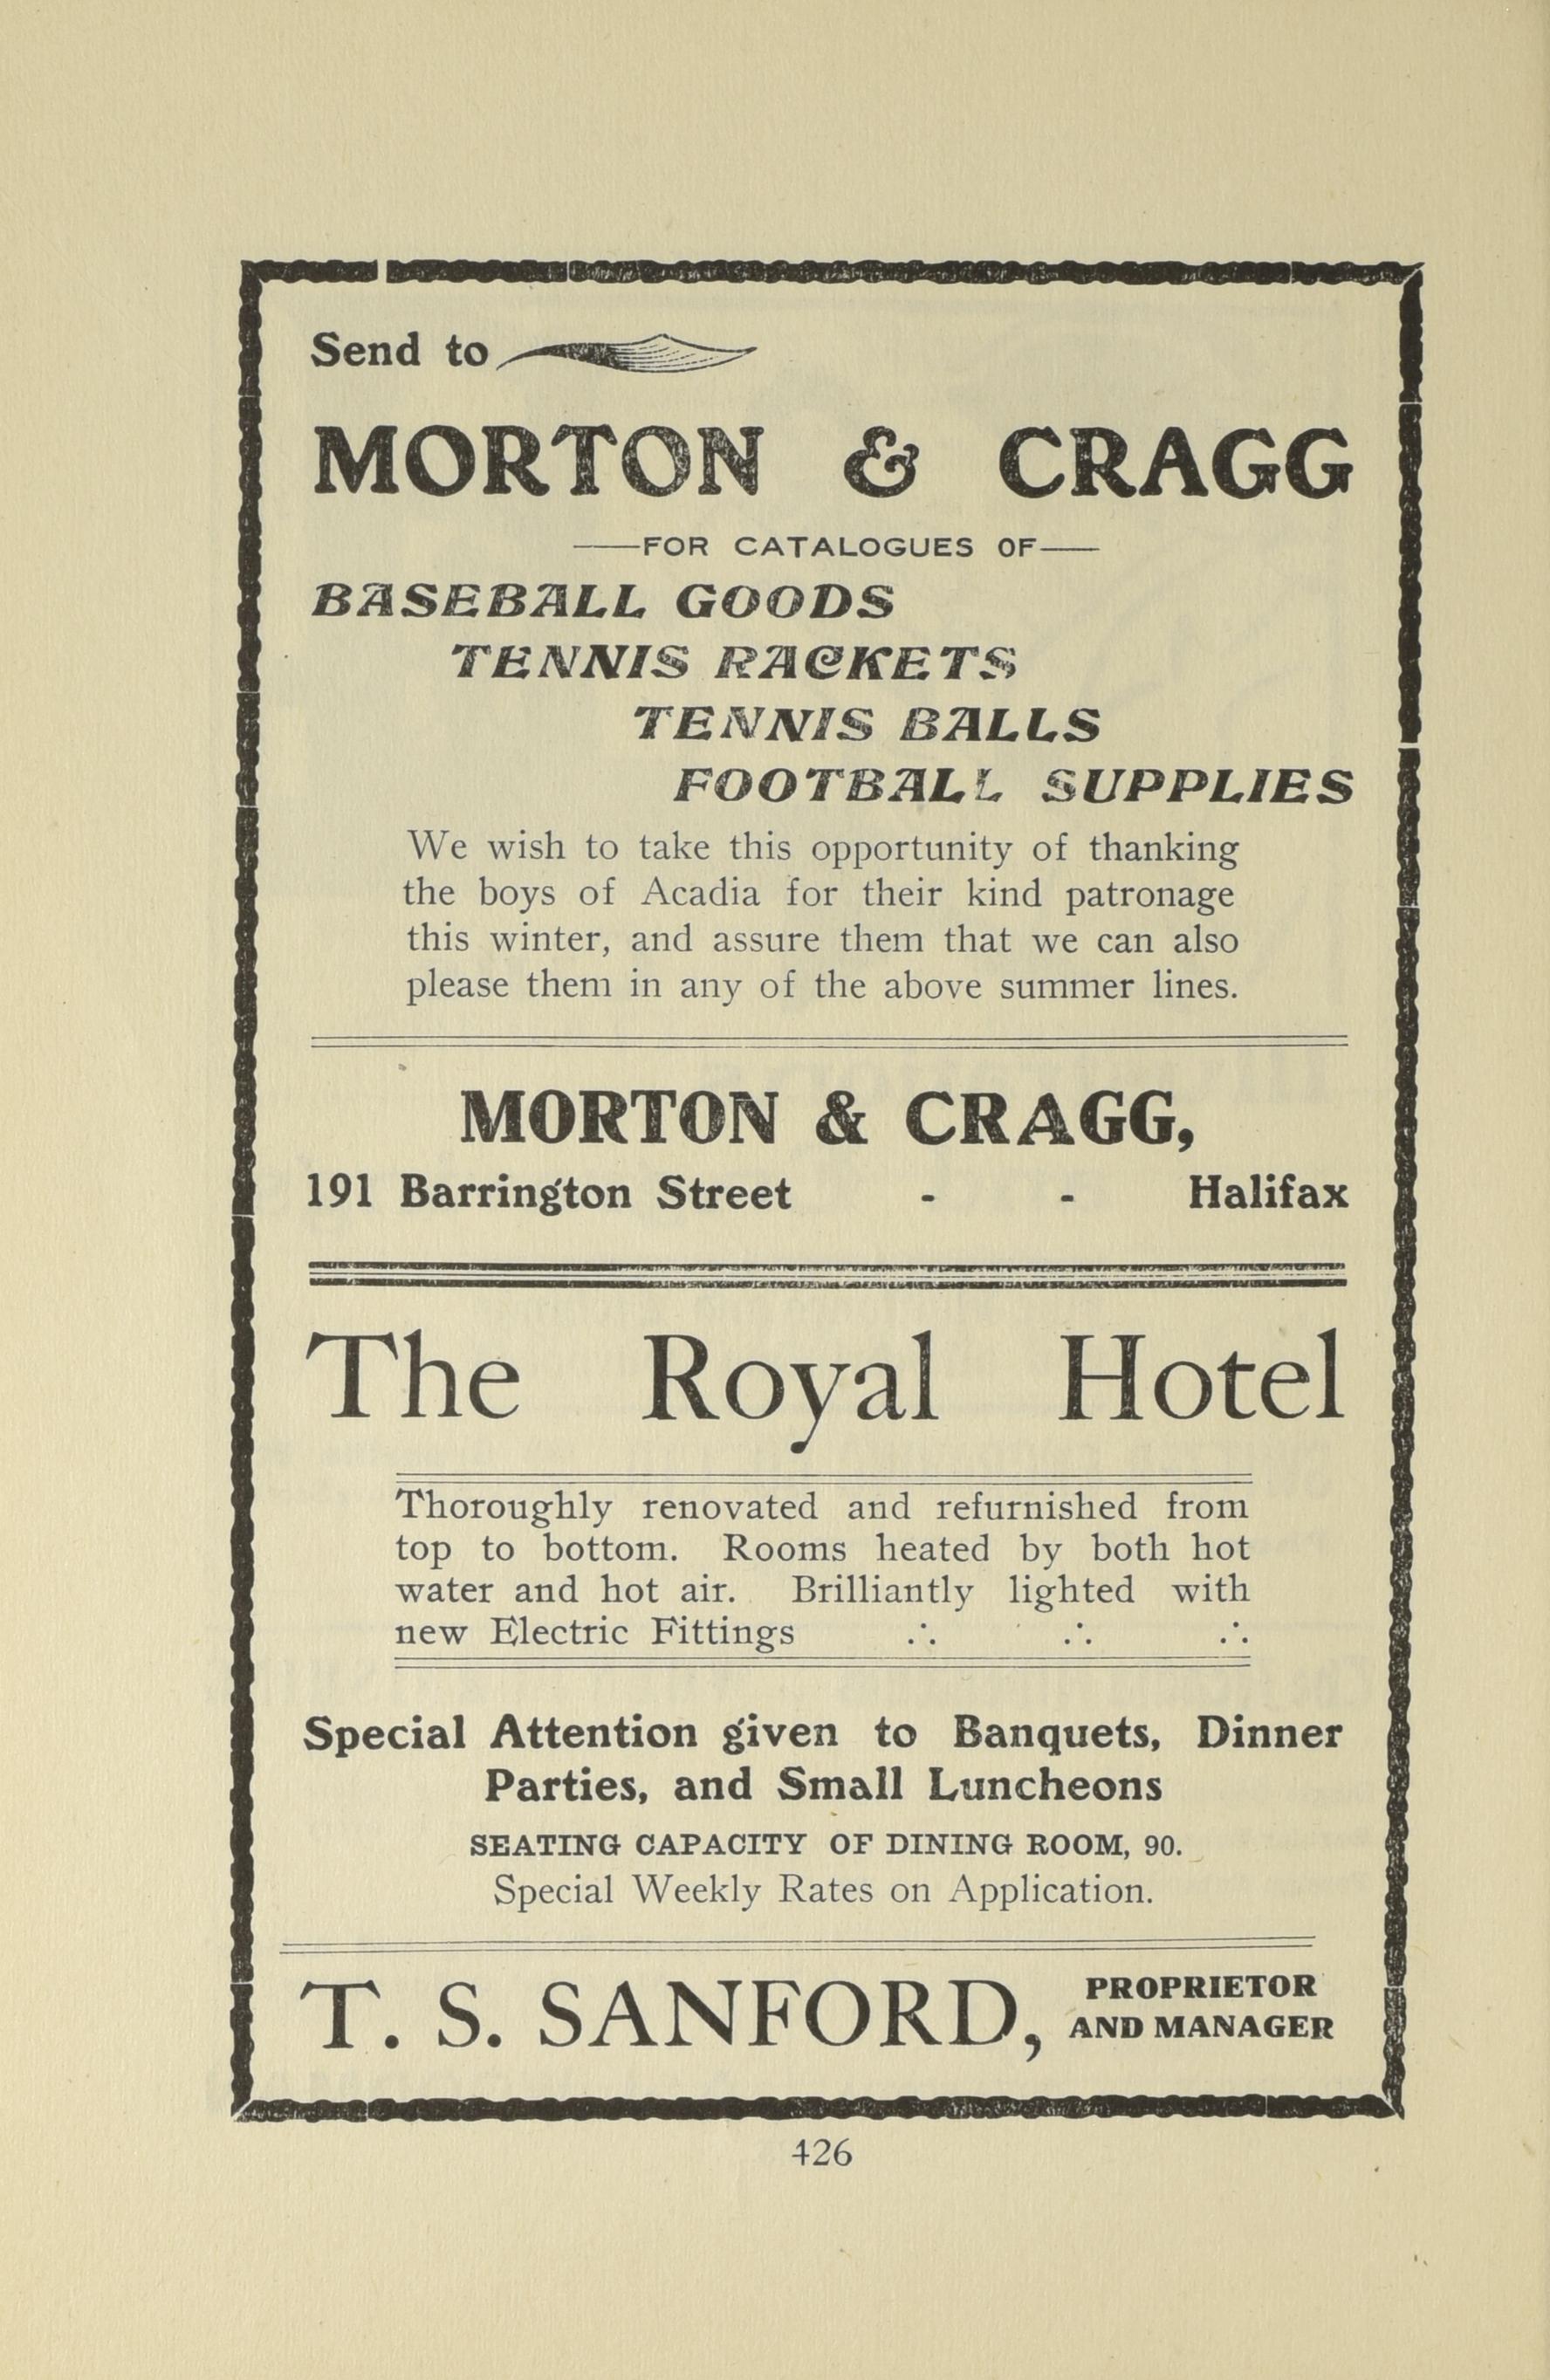 Send to
MORTON & CRAGG
—FOR CATALOGUES OF—
BASEBALL GOODS
TENNIS RACKETS
TENNIS BALLS
FOOTBALL SUPPLIES
We wish to take this opportunity of thanking
the boys of Acadia for their kind patronage
this winter, and assure them that we can also
please them in any of the above summer lines.
MORTON & CRAGG,
191 Barrington Street - - Halifax
The Royal Hotel
Thoroughly renovated and refurnished from
top to bottom. Rooms heated by both hot
water and hot air. Brilliantly lighted with
new Electric Fittings ∴ ∴ ∴
Special Attention given to Banquets, Dinner
Parties, and Small Luncheons
SEATING CAPACITY OF DINING ROOM, 90.
Special Weekly Rates on Application.
T. S. SANFORD, PROPRIETOR
AND MANAGER
426